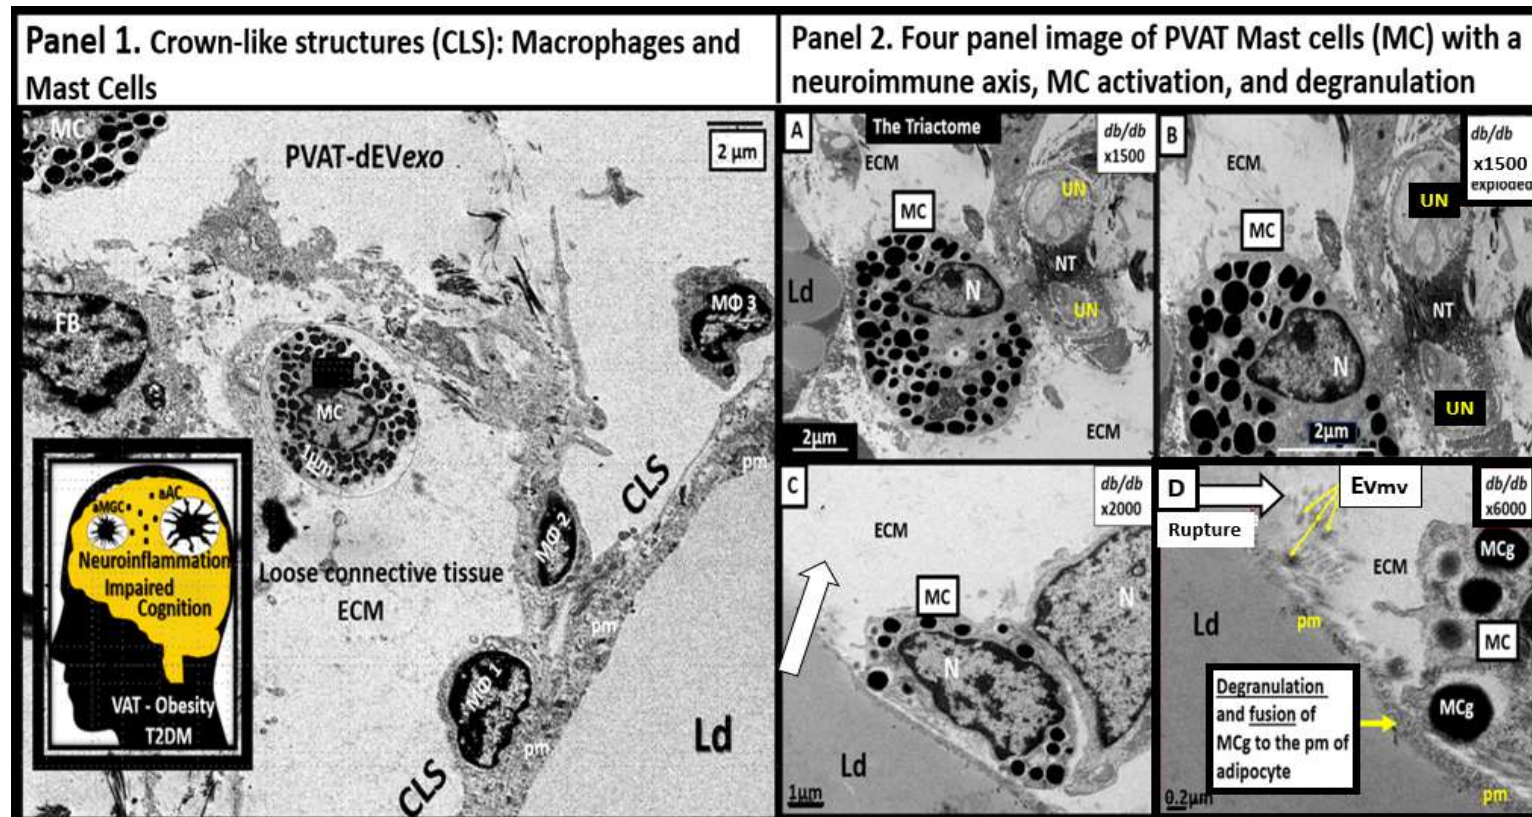 Panel 1. Crown-like structures (CLS): Macrophages and
Mast Cells
MC
PVAT-dEVexo
2 µm
FB
MC
1µm
MΦ 3
pm
CLS
MΦ 2
Loose connective tissue
ECM
pm
MΦ 1
pm
CLS
Ld
aMGC
aAC
Neuroinflammation
Impaired
Cognition
VAT - Obesity
T2DM
Panel 2. Four panel image of PVAT Mast cells (MC) with a
neuroimmune axis, MC activation, and degranulation
A
The Triactome
db/db
x1500
ECM
UN
MC
NT
Ld
N
UN
ECM
2µm
B
db/db
x1500
exploded
ECM
UN
MC
NT
N
UN
2µm
C
db/db
x2000
ECM
MC
N
N
Ld
1µm
D
Rupture
Evmv
db/db
x6000
MCg
ECM
Ld
pm
MC
Degranulation
and fusion of
MCg to the pm of
adipocyte
MCg
0.2µm
pm